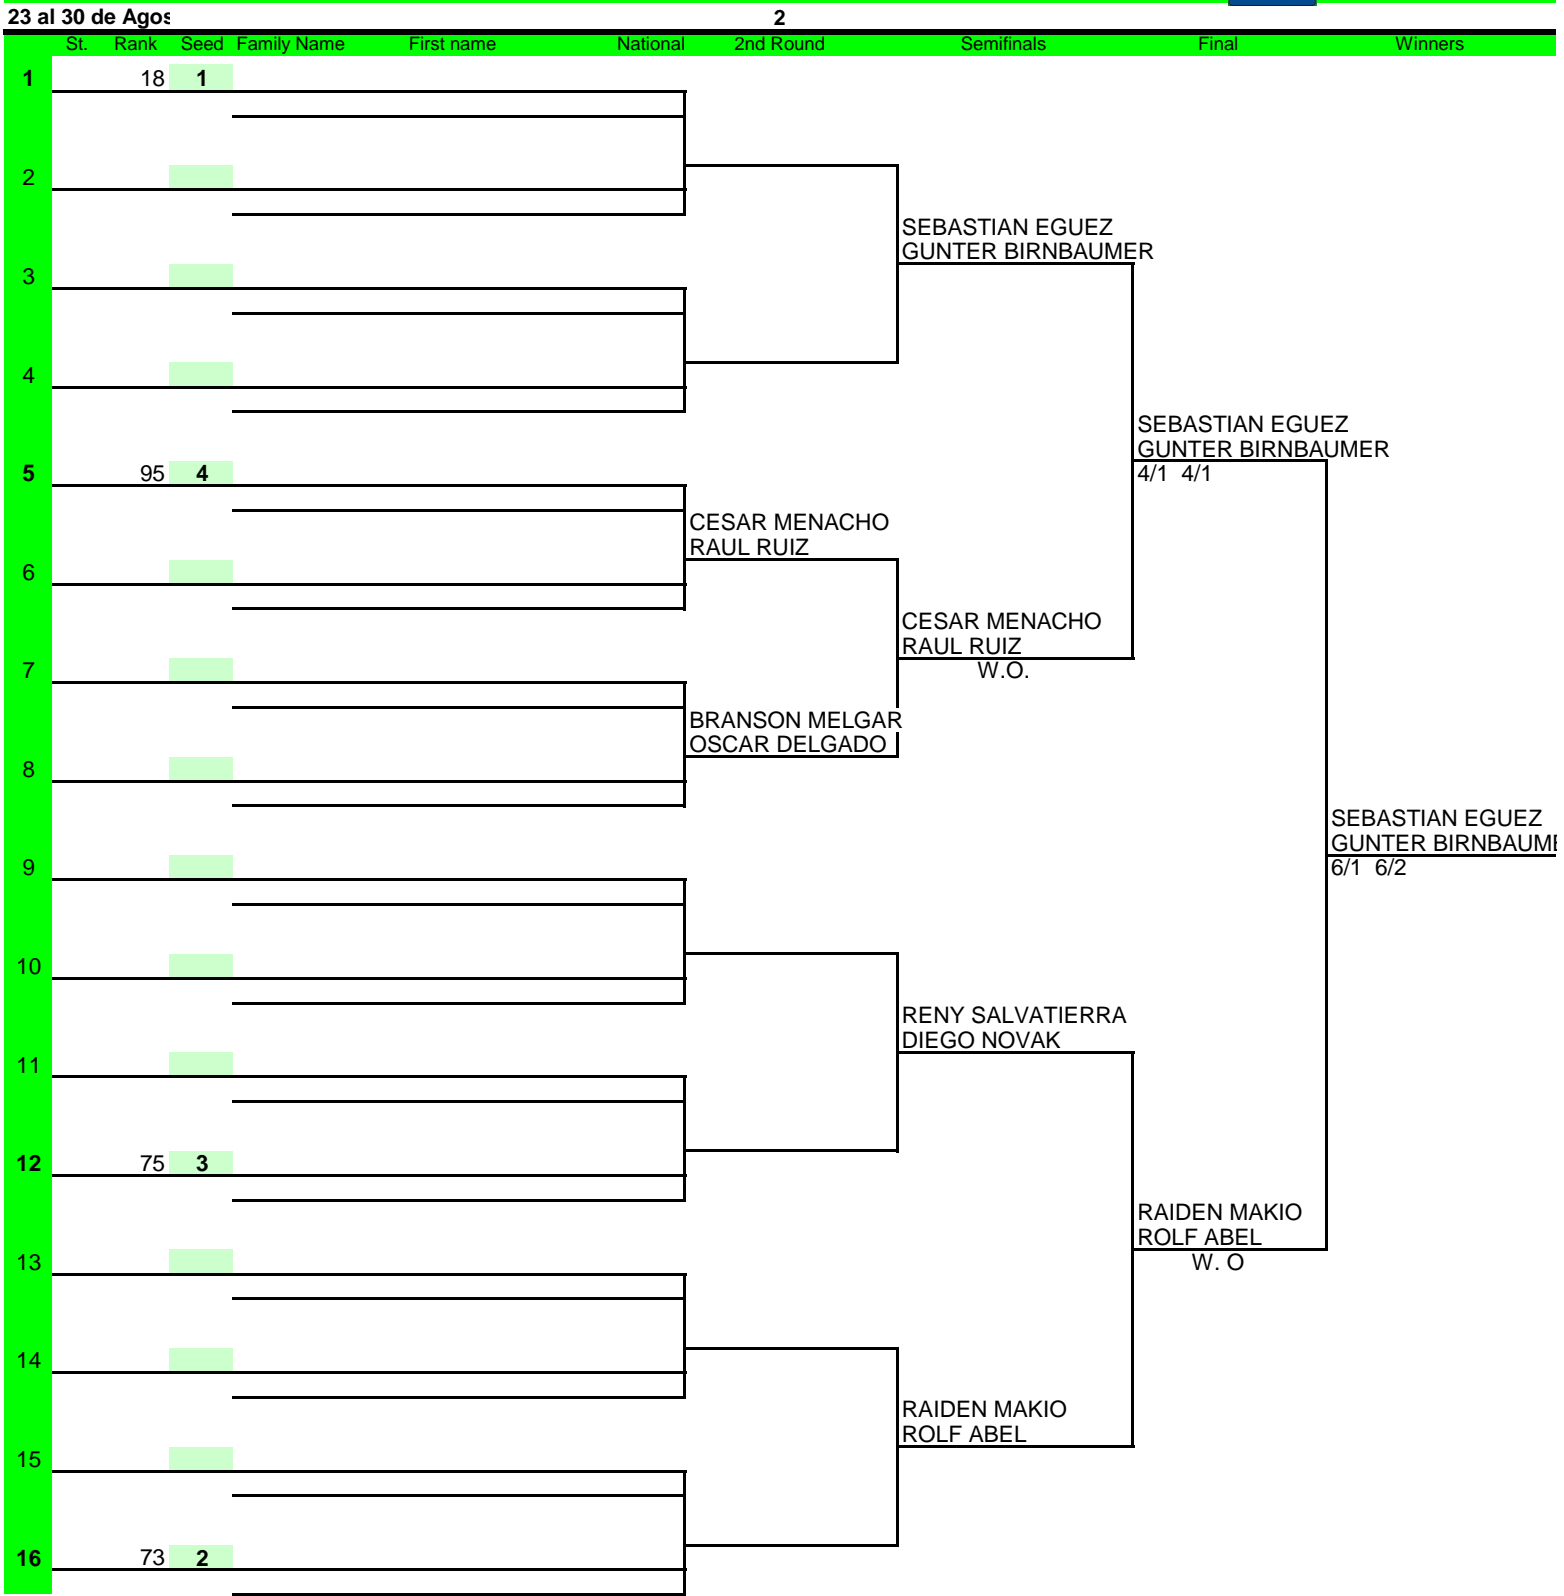 23 al 30 de Agos
2
St. Rank Seed Family Name First name National 2nd Round Semifinals Final Winners
1 18 1
2
SEBASTIAN EGUEZ
GUNTER BIRNBAUMER
3
4
SEBASTIAN EGUEZ
GUNTER BIRNBAUMER
5 95 4
4/1 4/1
CESAR MENACHO
RAUL RUIZ
6
CESAR MENACHO
RAUL RUIZ
7
W.O.
BRANSON MELGAR
OSCAR DELGADO
8
SEBASTIAN EGUEZ
GUNTER BIRNBAUME
9
6/1 6/2
10
RENY SALVATIERRA
DIEGO NOVAK
11
12 75 3
RAIDEN MAKIO
ROLF ABEL
13
W. O
14
RAIDEN MAKIO
ROLF ABEL
15
16 73 2